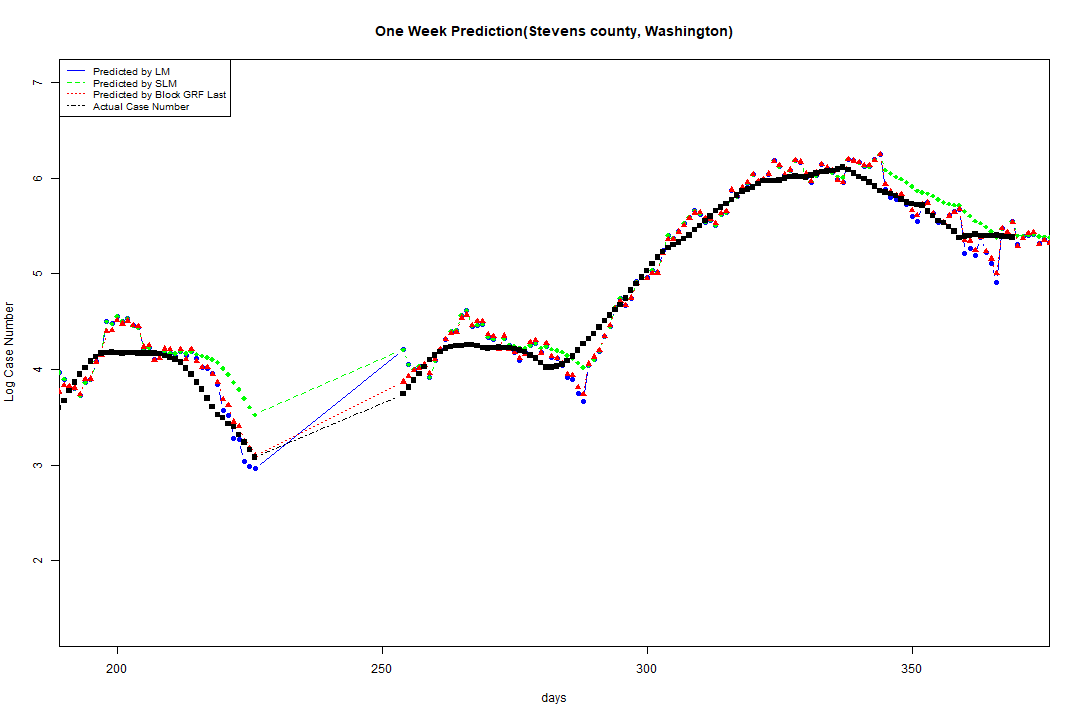 One Week Prediction(Stevens county, Washington)
Predicted by LM
Predicted by SLM
Predicted by Block GRF Last
Actual Case Number
7
6
5
4
3
2
Log Case Number
200
250
300
350
days